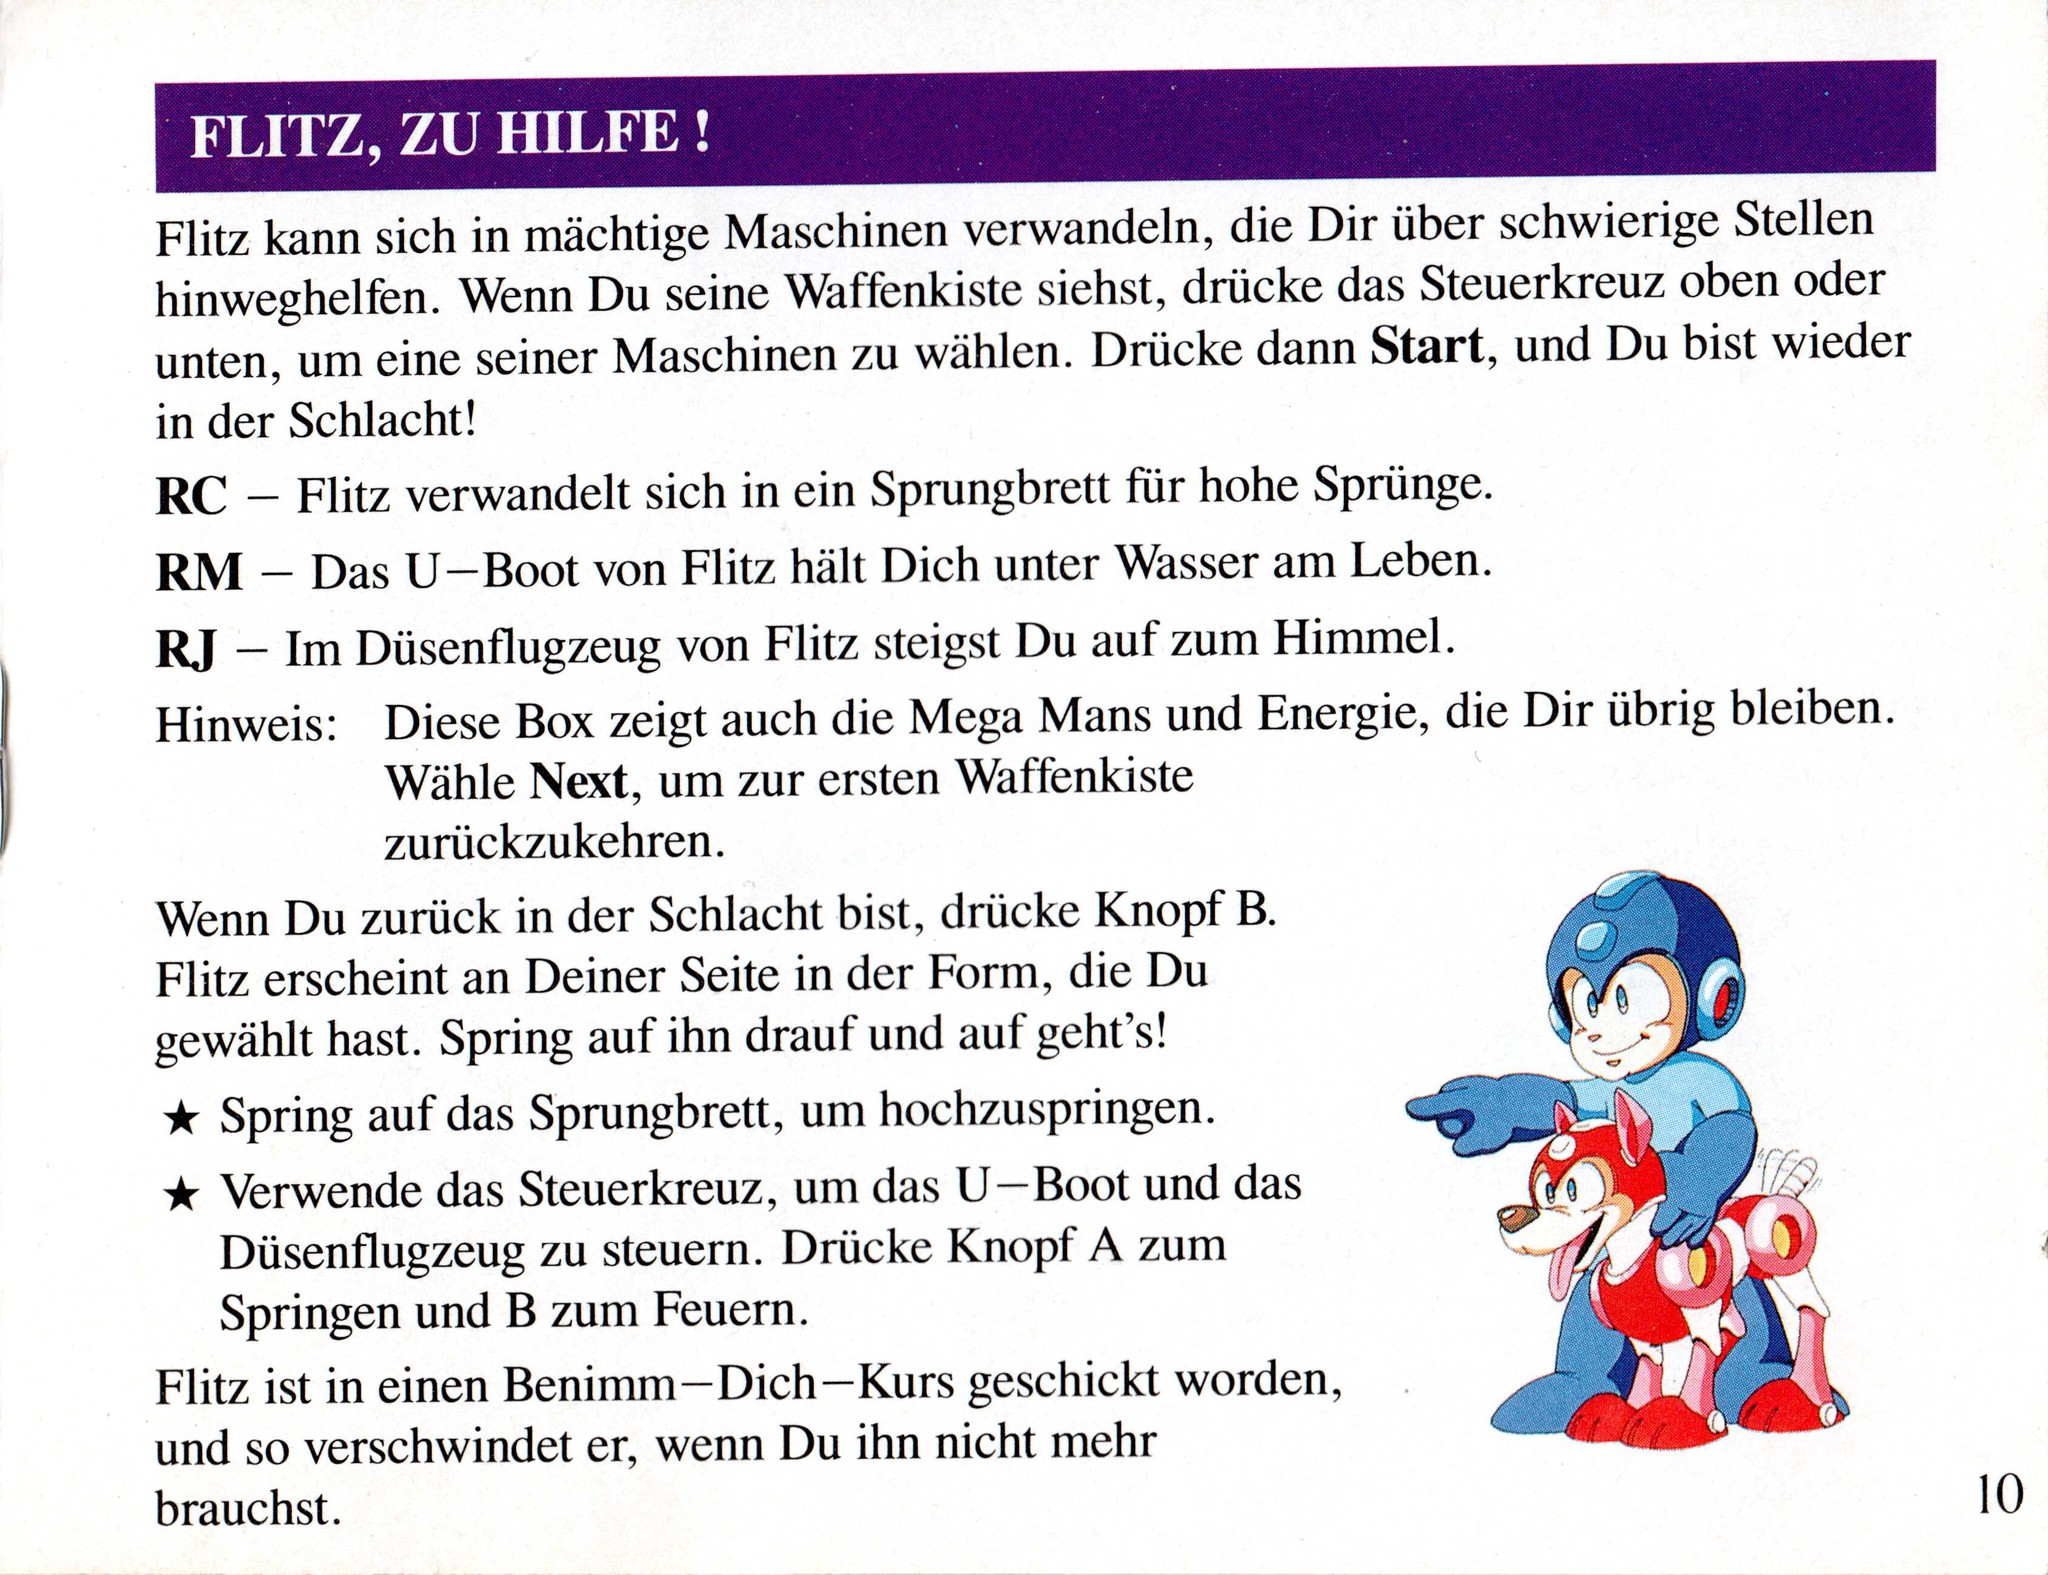 FLITZ, ZU HILFE !
Flitz kann sich in mächtige Maschinen verwandeln, die Dir über schwierige Stellen
hinweghelfen. Wenn Du seine Waffenkiste siehst, drücke das Steuerkreuz oben oder
unten, um eine seiner Maschinen zu wählen. Drücke dann Start, und Du bist wieder
in der Schlacht!
RC – Flitz verwandelt sich in ein Sprungbrett für hohe Sprünge.
RM – Das U–Boot von Flitz hält Dich unter Wasser am Leben.
RJ – Im Düsenflugzeug von Flitz steigst Du auf zum Himmel.
Hinweis: Diese Box zeigt auch die Mega Mans und Energie, die Dir übrig bleiben.
Wähle Next, um zur ersten Waffenkiste
zurückzukehren.
Wenn Du zurück in der Schlacht bist, drücke Knopf B.
Flitz erscheint an Deiner Seite in der Form, die Du
gewählt hast. Spring auf ihn drauf und auf geht's!
★ Spring auf das Sprungbrett, um hochzuspringen.
★ Verwende das Steuerkreuz, um das U–Boot und das
Düsenflugzeug zu steuern. Drücke Knopf A zum
Springen und B zum Feuern.
Flitz ist in einen Benimm–Dich–Kurs geschickt worden,
und so verschwindet er, wenn Du ihn nicht mehr
brauchst.
10